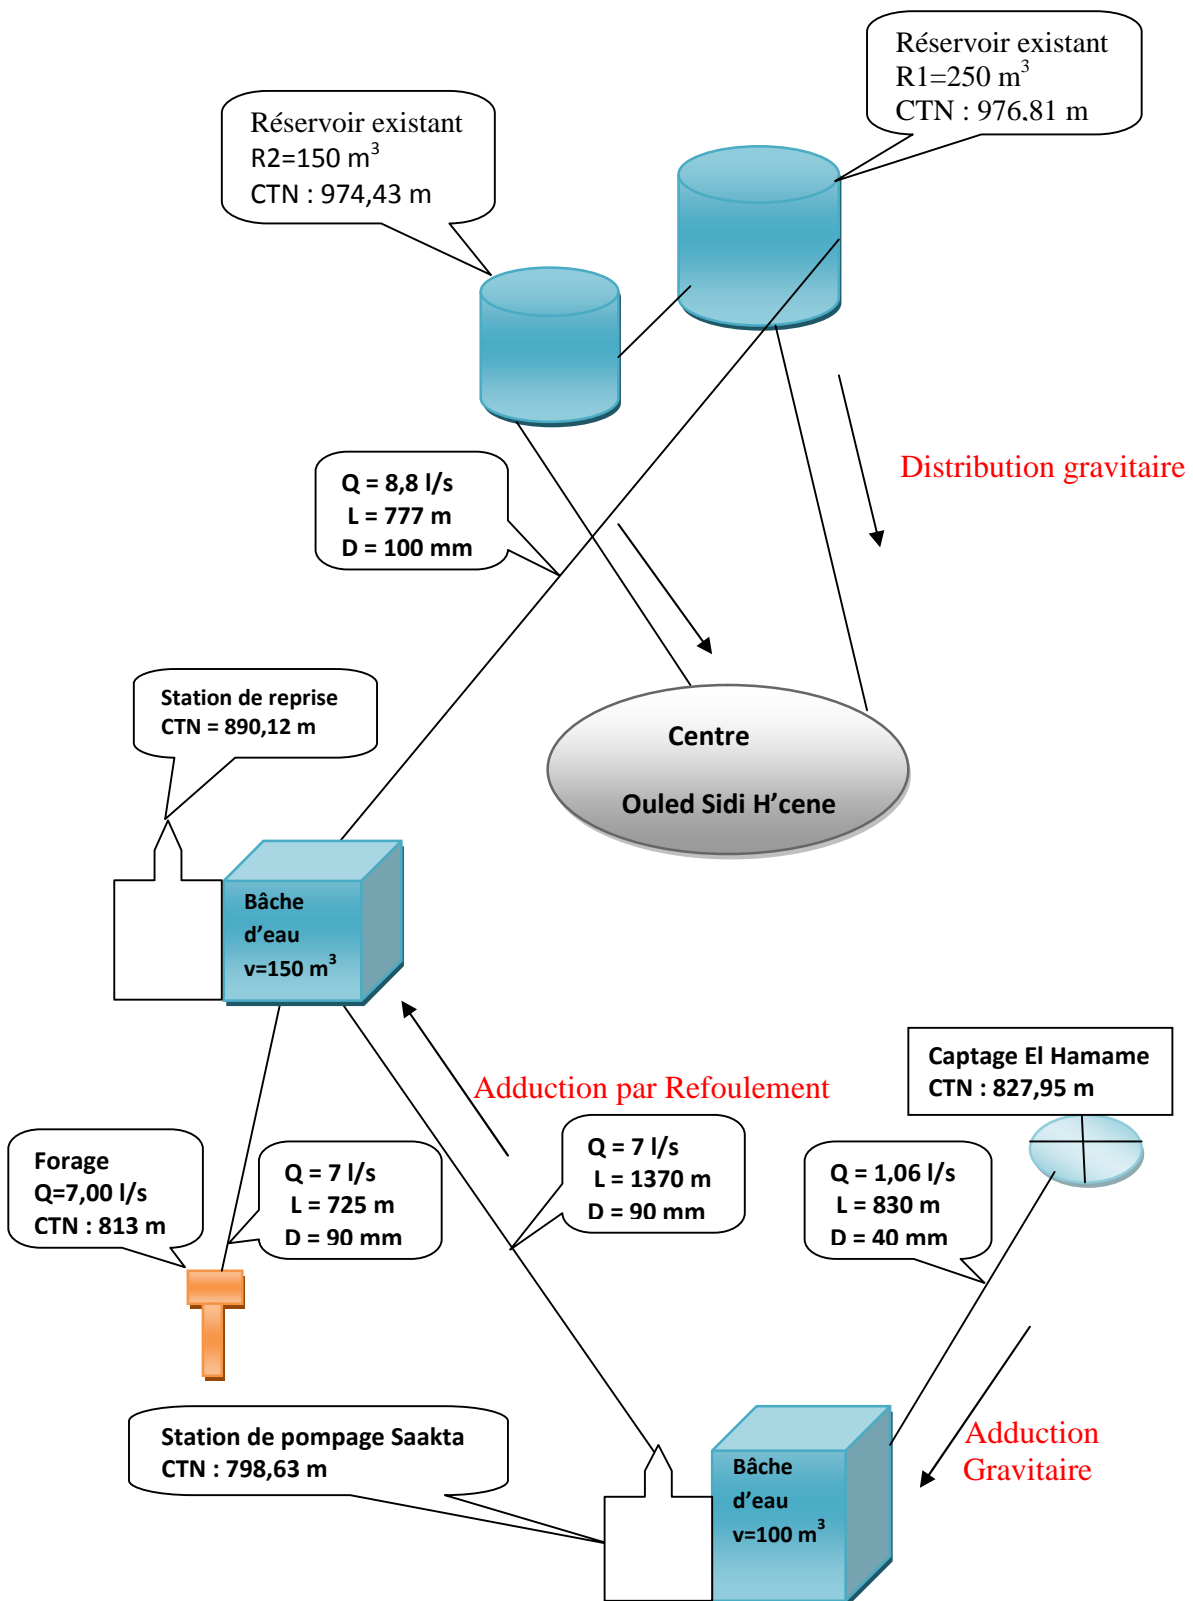 Réservoir existant
R1=250 m³
CTN : 976,81 m
Réservoir existant
R2=150 m³
CTN : 974,43 m
Distribution gravitaire
Q = 8,8 l/s
L = 777 m
D = 100 mm
Station de reprise
CTN = 890,12 m
Centre
Ouled Sidi H’cene
Bâche
d’eau
v=150 m³
Captage El Hamame
CTN : 827,95 m
Adduction par Refoulement
Forage
Q=7,00 l/s
CTN : 813 m
Q = 7 l/s
L = 725 m
D = 90 mm
Q = 7 l/s
L = 1370 m
D = 90 mm
Q = 1,06 l/s
L = 830 m
D = 40 mm
Station de pompage Saakta
CTN : 798,63 m
Bâche
d’eau
v=100 m³
Adduction
Gravitaire